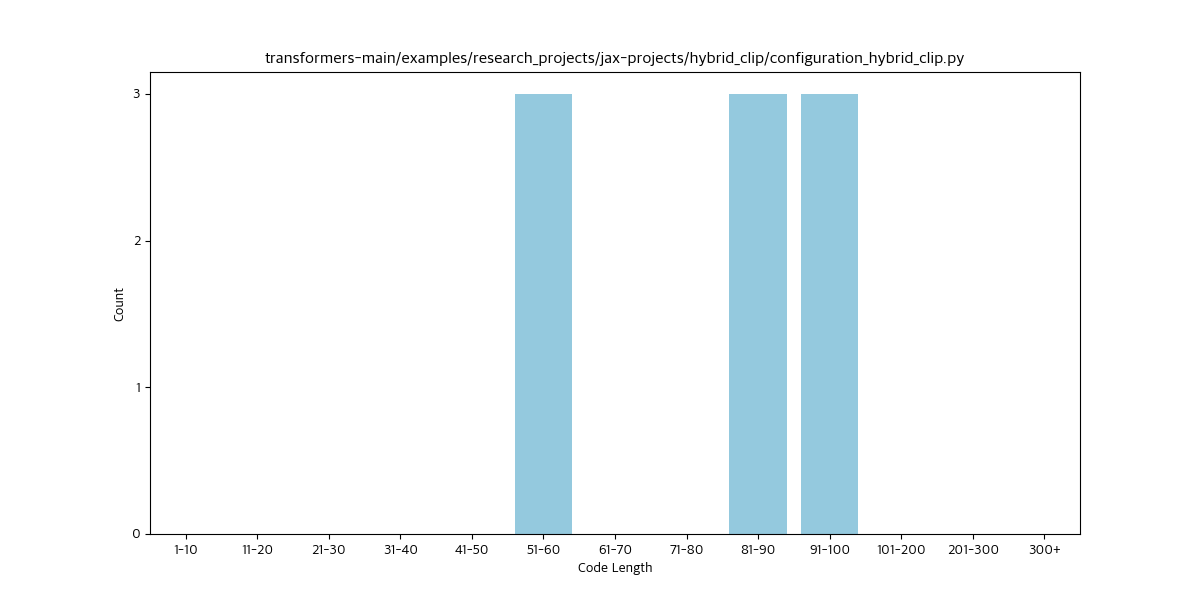 transformers-main/examples/research_projects/jax-projects/hybrid_clip/configuration_hybrid_clip.py
3
2
1
0
Count
1-10 11-20 21-30 31-40 41-50 51-60 61-70 71-80 81-90 91-100 101-200 201-300 300+
Code Length